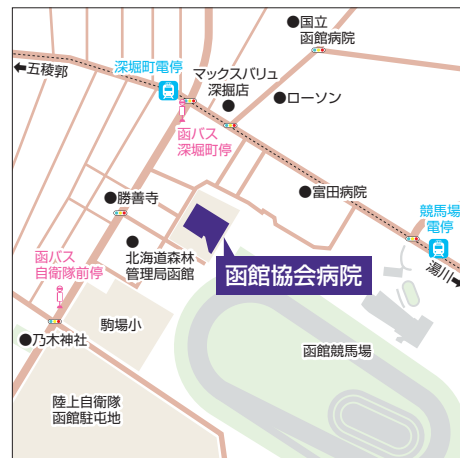 ●国立
函館病院
←五稜郭
深堀町電停
マックスバリュ
深掘店
●ローソン
函バス
深堀町停
●勝善寺
●富田病院
競馬場
電停
湯川→
函バス
自衛隊前停
北海道森林
管理局函館
函館協会病院
駒場小
●乃木神社
函館競馬場
陸上自衛隊
函館駐屯地